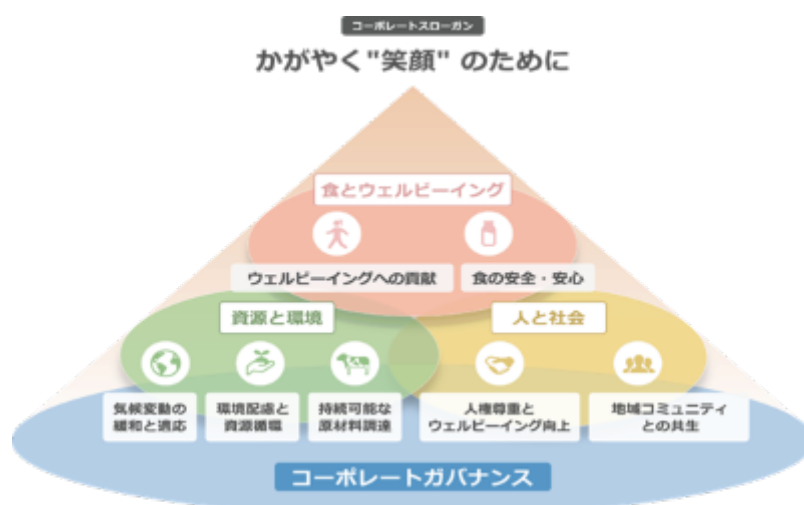 コーポレートスローガン
かがやく"笑顔" のために
食とウェルビーイング
ウェルビーイングへの貢献
食の安全・安心
資源と環境
人と社会
気候変動の
緩和と適応
環境配慮と
資源循環
持続可能な
原材料調達
人権尊重と
ウェルビーイング向上
地域コミュニティ
との共生
コーポレートガバナンス